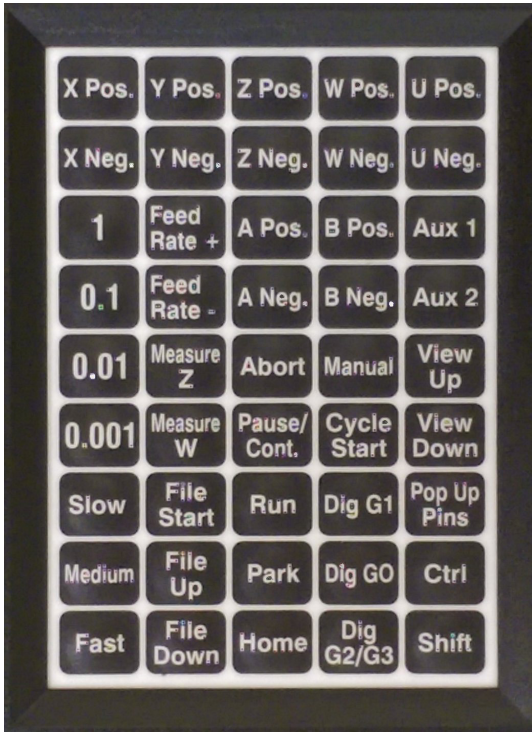 X Pos. Y Pos. Z Pos. W Pos. U Pos.
X Neg. Y Neg. Z Neg. W Neg. U Neg.
1 Feed Rate + A Pos. B Pos. Aux 1
0.1 Feed Rate - A Neg. B Neg. Aux 2
0.01 Measure Z Abort Manual View Up
0.001 Measure W Pause/Cont. Cycle Start View Down
Slow File Start Run Dig G1 Pop Up Pins
Medium File Up Park Dig GO Ctrl
Fast File Down Home Dig G2/G3 Shift